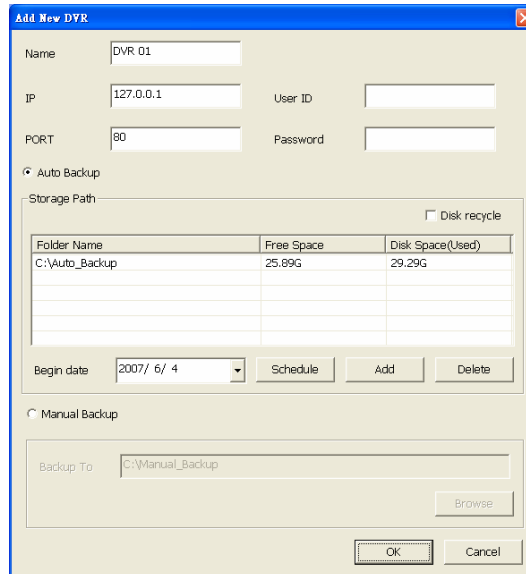 Add New DVR
Name DVR 01
IP 127.0.0.1 User ID
PORT 80 Password
Auto Backup
Storage Path
Disk recycle
Folder Name Free Space Disk Space(Used)
C:\Auto_Backup 25.89G 29.29G
Begin date 2007/ 6/ 4 Schedule Add Delete
Manual Backup
Backup To C:\Manual_Backup
Browse
OK Cancel